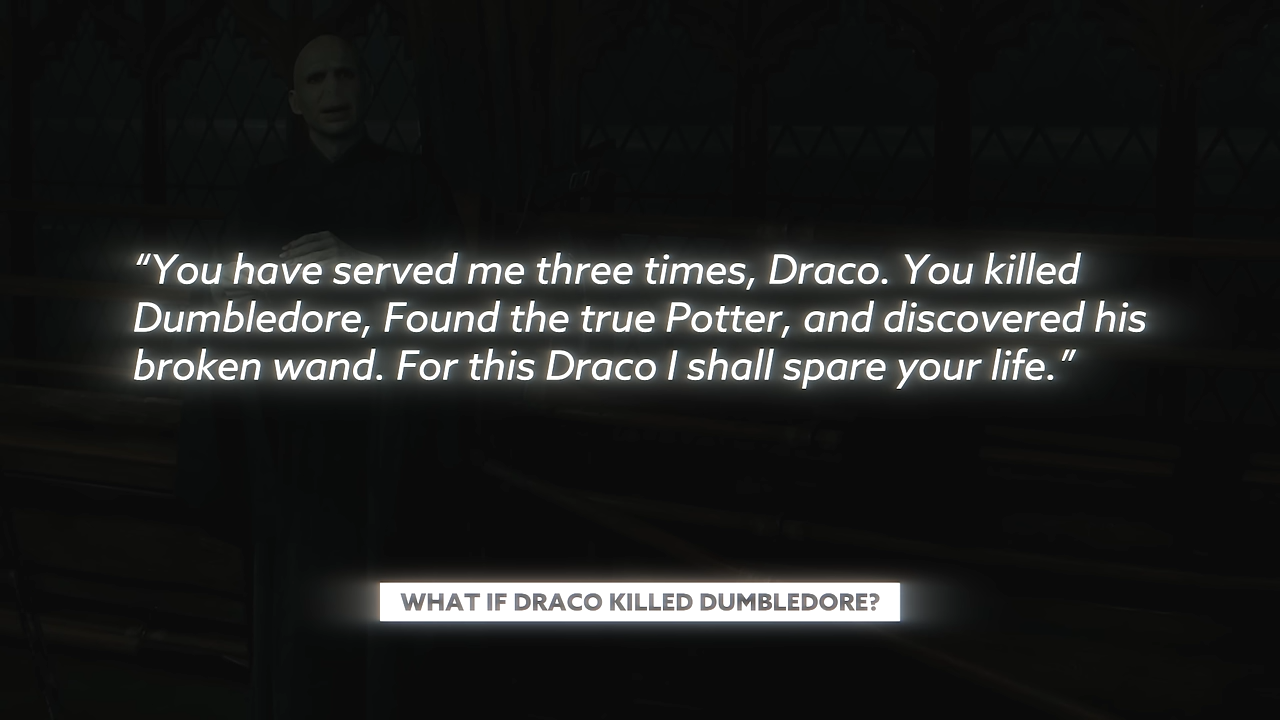 “You have served me three times, Draco. You killed
Dumbledore, Found the true Potter, and discovered his
broken wand. For this Draco I shall spare your life.”
WHAT IF DRACO KILLED DUMBLEDORE?